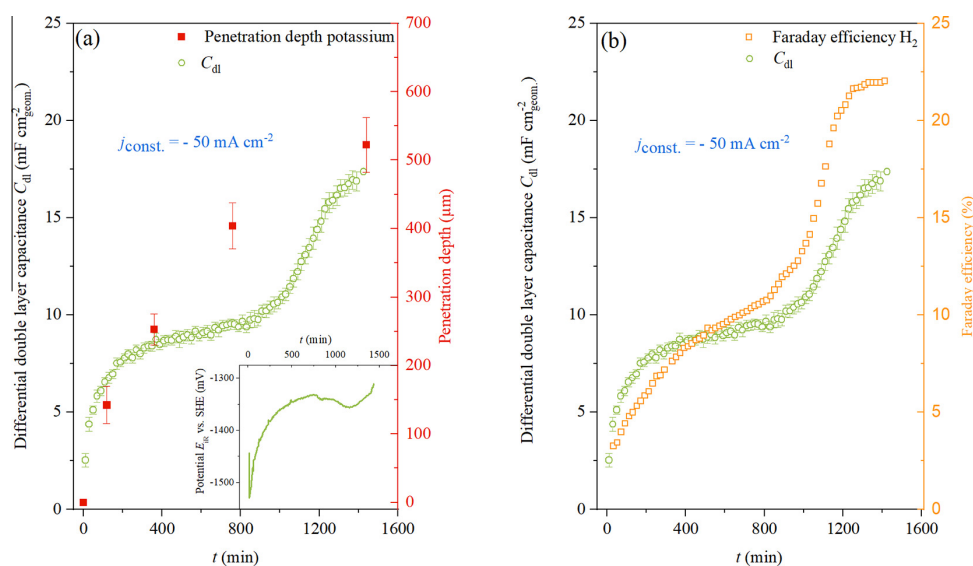 (a)
Penetration depth potassium
C_dl
j_const. = - 50 mA cm^-2
Differential double layer capacitance C_dl (mF cm^-2_geom.)
25
20
15
10
5
0
0 400 800 1200 1600
t (min)
700
600
500
400
300
200
100
0
Penetration depth (µm)
t (min)
0 500 1000 1500
-1300
-1400
-1500
Potential E_iR vs. SHE (mV)
(b)
Faraday efficiency H_2
C_dl
j_const. = - 50 mA cm^-2
Differential double layer capacitance C_dl (mF cm^-2_geom.)
25
20
15
10
5
0
0 400 800 1200 1600
t (min)
25
20
15
10
5
0
Faraday efficiency (%)